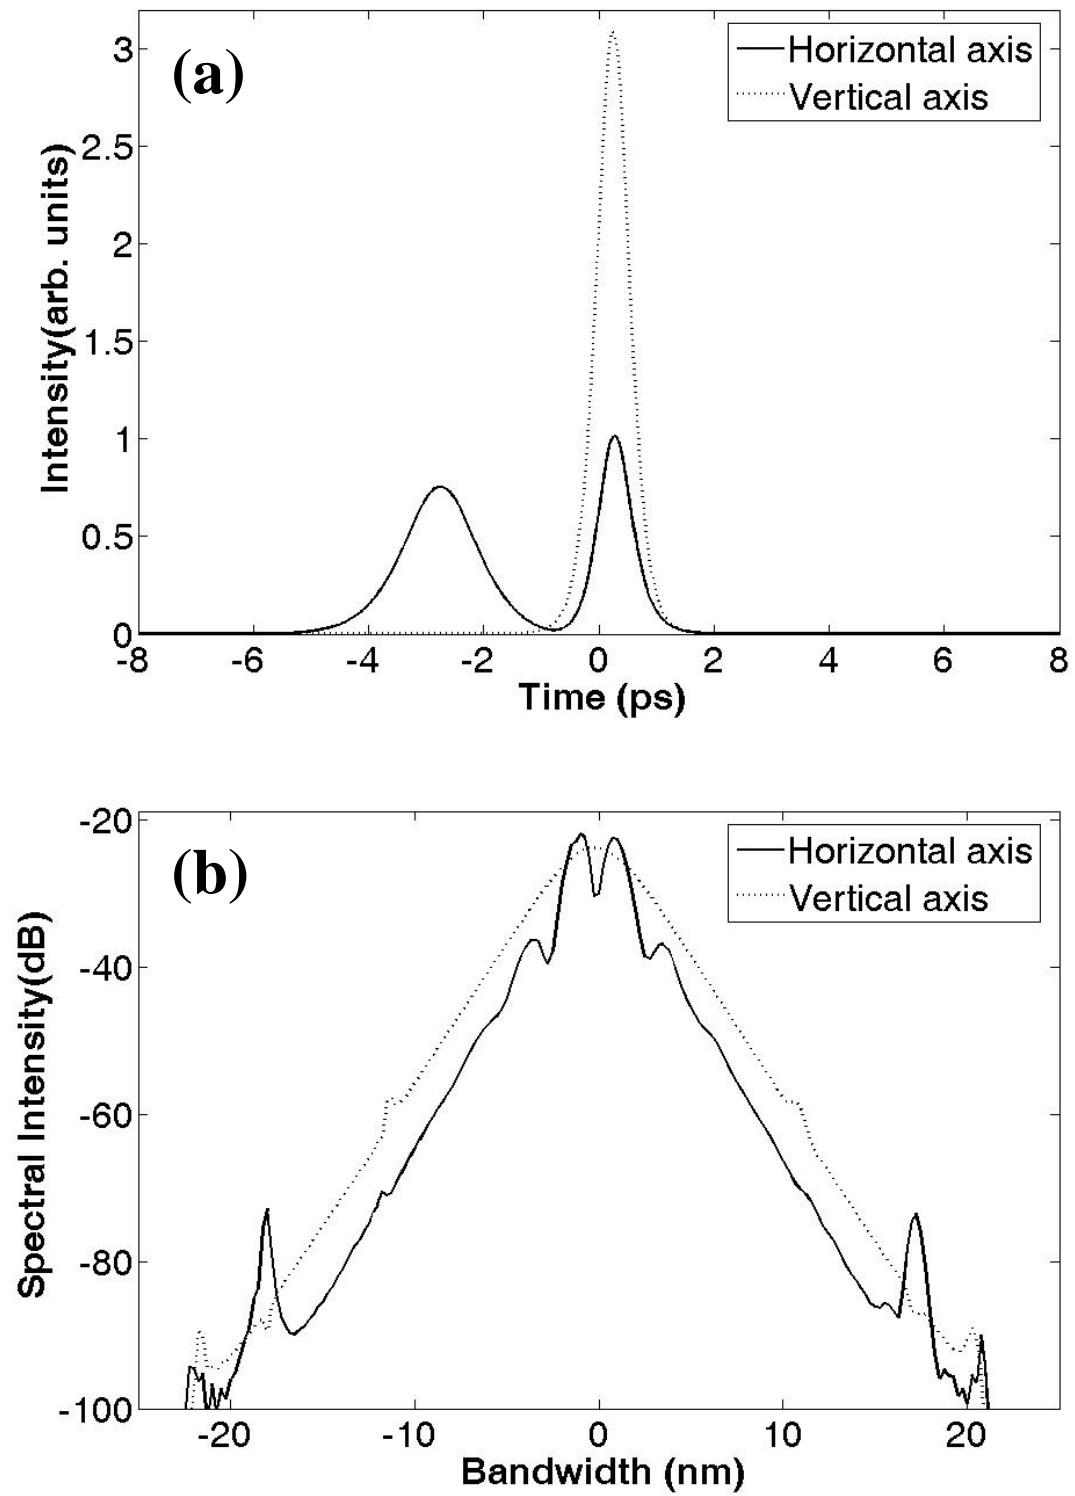 (a)
Horizontal axis
Vertical axis
Intensity(arb. units)
3
2.5
2
1.5
1
0.5
0
-8 -6 -4 -2 0 2 4 6 8
Time (ps)
(b)
Horizontal axis
Vertical axis
Spectral Intensity(dB)
-20
-40
-60
-80
-100
-20 -10 0 10 20
Bandwidth (nm)